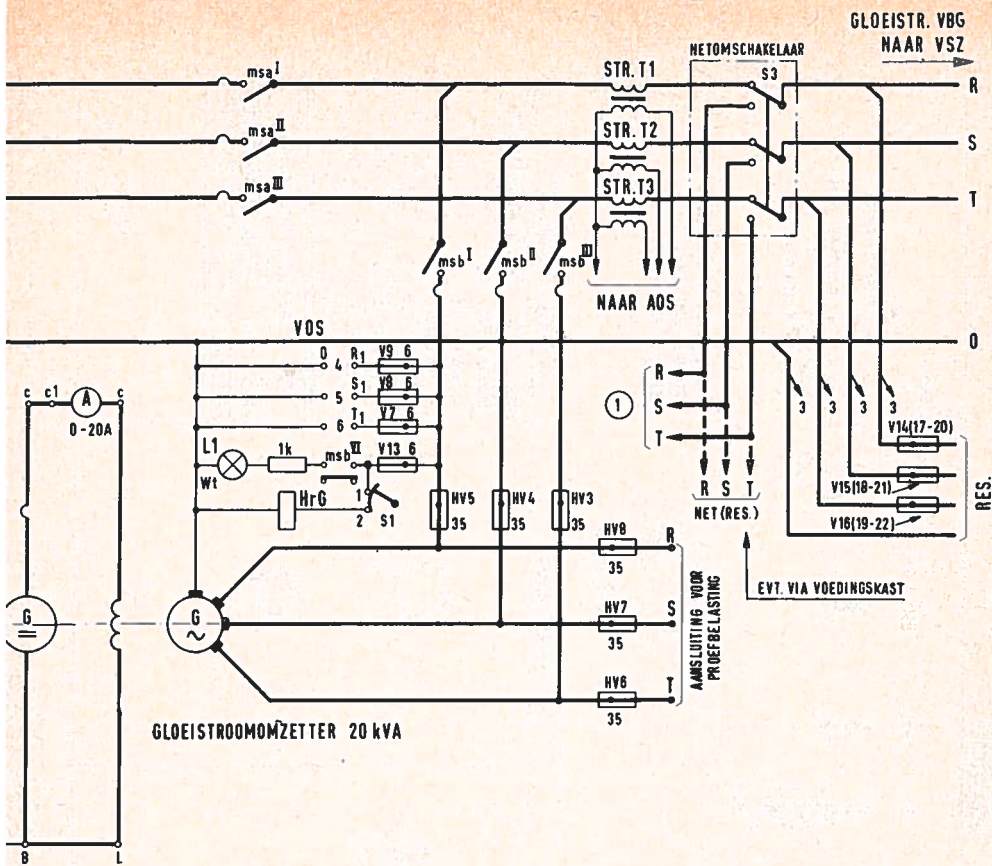 GLOEISTR. VBG
NAAR VSZ
NETOMSCHAKELAAR
S3
msa I
STR. T1
R
msa II
STR. T2
S
msa III
STR. T3
T
msb I
msb II
msb III
NAAR AOS
VOS
O
O 4 R1 V9 6
5 S1 V8 6
6 T1 V7 6
c c1 A c
0-20A
L1
Wt
1k
msb VI
V13 6
HrG
1
2
S1
HV5
35
HV4
35
HV3
35
1
R
S
T
R S T
NET (RES.)
3 3 3 3
V14(17-20)
V15(18-21)
V16(19-22)
RES.
EVT. VIA VOEDINGSKAST
G
G
HV8
35
R
HV7
35
S
HV6
35
T
AANSLUITING VOOR
PROEFBELASTING
GLOEISTROOMOMZETTER 20 kVA
B
L